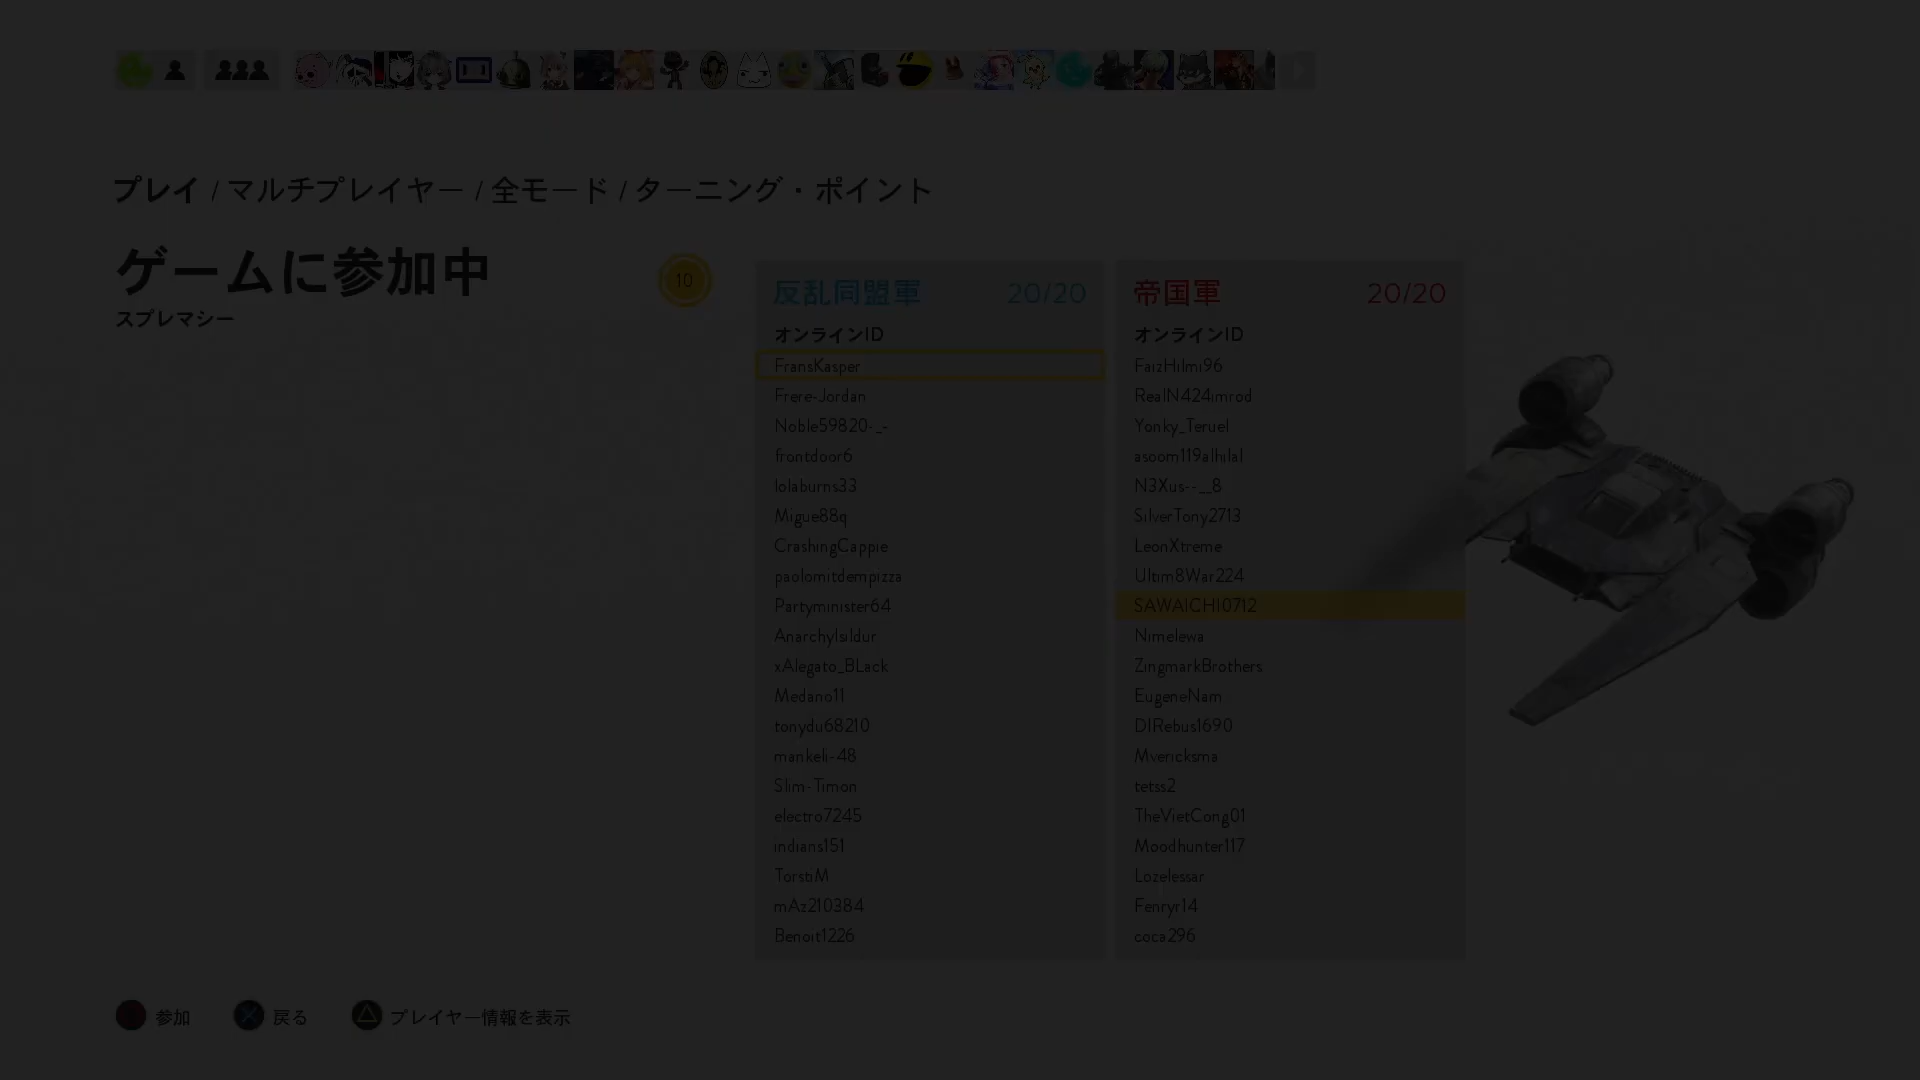 プレイ / マルチプレイヤー / 全モード / ターニング・ポイント
ゲームに参加中
スプレマシー
10
反乱同盟軍 20/20
オンラインID
FransKasper
Frere-Jordan
Noble59820-_-
frontdoor6
lolaburns33
Migue88q
CrashingCappie
paolomitdempizza
Partyminister64
AnarchyIsildur
xAlegato_BLack
Medano11
tonydu68210
mankeli-48
Slim-Timon
electro7245
indians151
TorstiM
mAz210384
Benoit1226
帝国軍 20/20
オンラインID
FaizHilmi96
RealN424imrod
Yonky_Teruel
asoom119alhilal
N3Xus--__8
SilverTony2713
LeonXtreme
Ultim8War224
SAWAICHI0712
Nimelewa
ZingmarkBrothers
EugeneNam
DIRebus1690
Mvericksma
tetss2
TheVietCong01
Moodhunter117
Lozelessar
Fenryr14
coca296
参加 戻る プレイヤー情報を表示